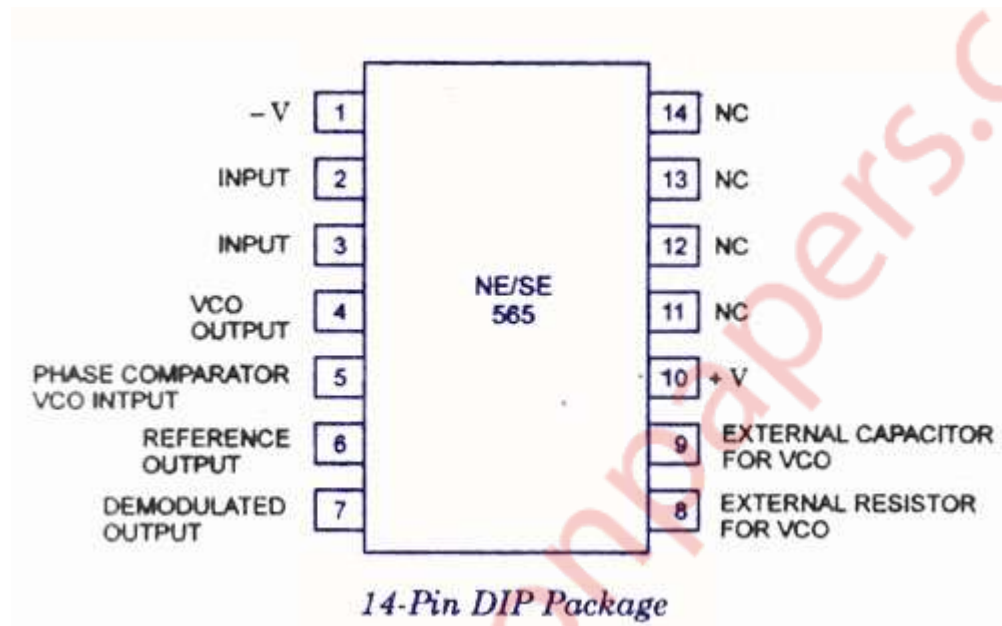 – V 1
INPUT 2
INPUT 3
VCO
OUTPUT 4
PHASE COMPARATOR
VCO INTPUT 5
REFERENCE
OUTPUT 6
DEMODULATED
OUTPUT 7
NE/SE
565
14 NC
13 NC
12 NC
11 NC
10 + V
9 EXTERNAL CAPACITOR
FOR VCO
8 EXTERNAL RESISTOR
FOR VCO
14-Pin DIP Package